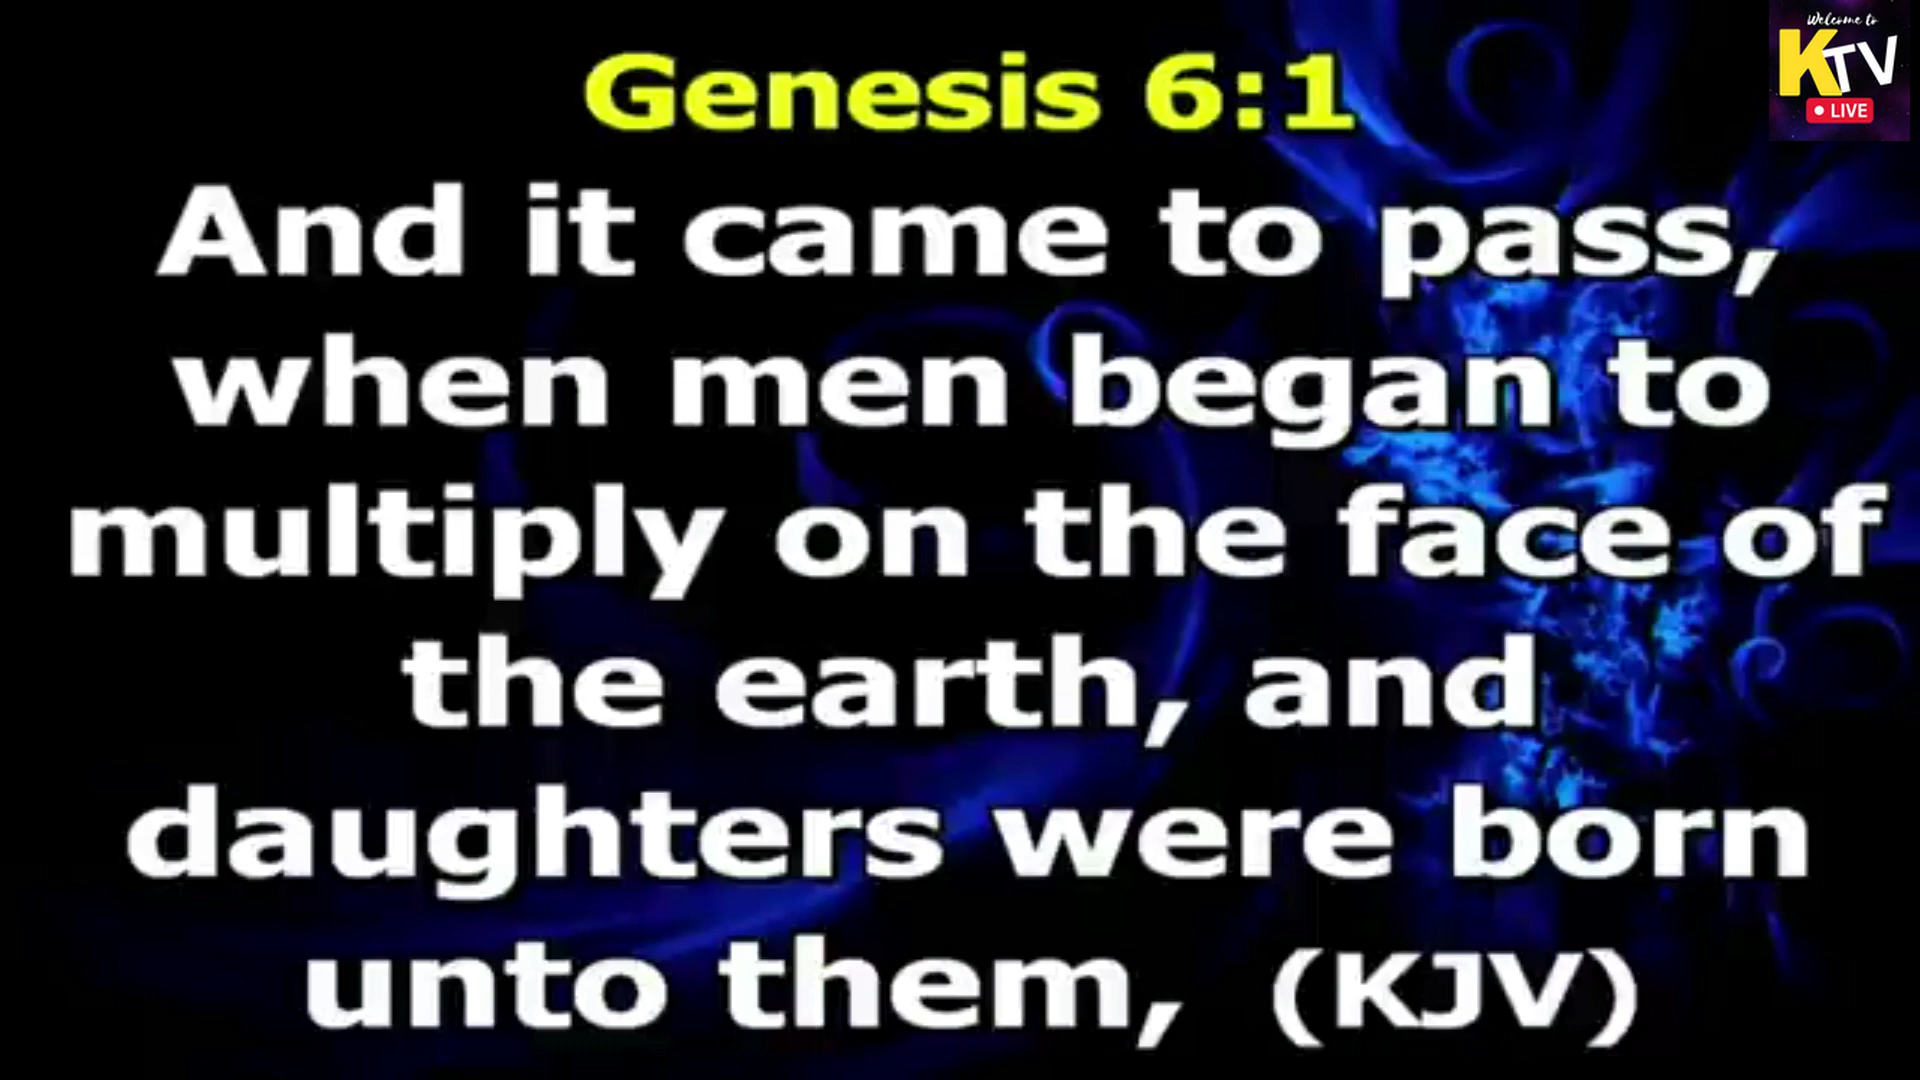 Welcome to
KTV
LIVE
Genesis 6:1
And it came to pass,
when men began to
multiply on the face of
the earth, and
daughters were born
unto them, (KJV)